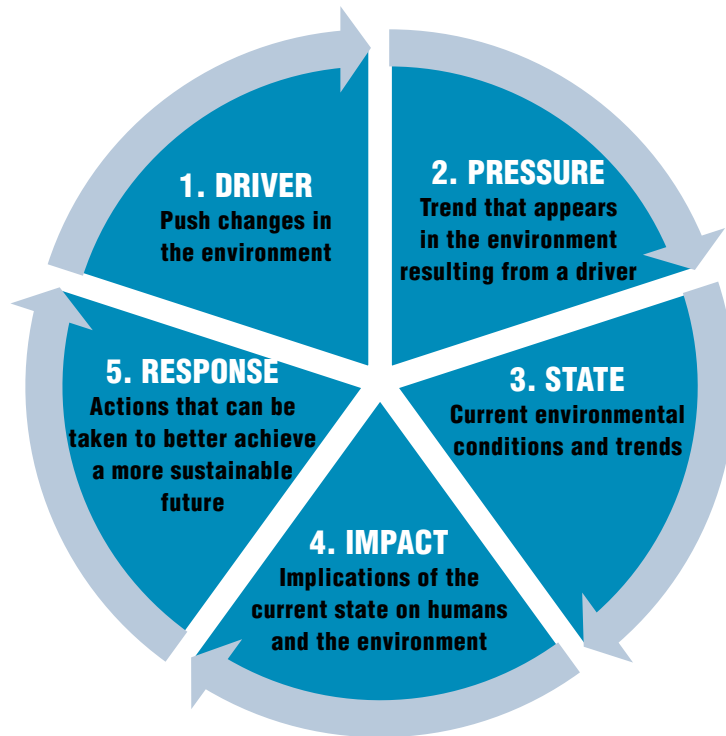 1. DRIVER
Push changes in
the environment
2. PRESSURE
Trend that appears
in the environment
resulting from a driver
3. STATE
Current environmental
conditions and trends
4. IMPACT
Implications of the
current state on humans
and the environment
5. RESPONSE
Actions that can be
taken to better achieve
a more sustainable
future